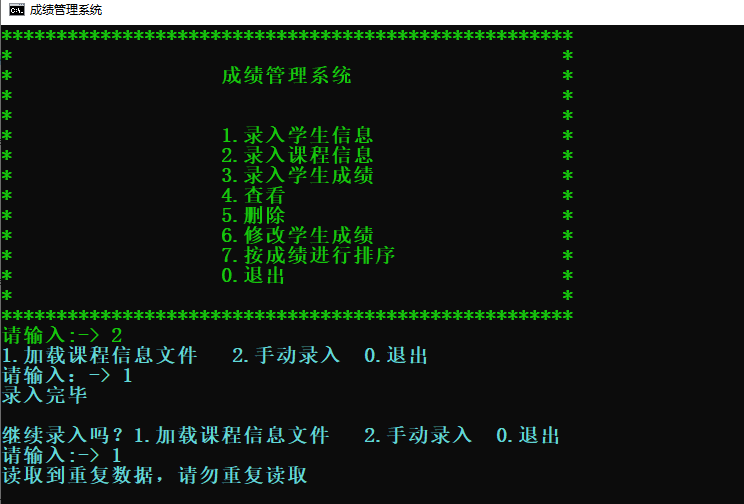 成绩管理系统
****************************************************
*                                                  *
*                   成绩管理系统                   *
*                                                  *
*                                                  *
*                   1.录入学生信息                 *
*                   2.录入课程信息                 *
*                   3.录入学生成绩                 *
*                   4.查看                         *
*                   5.删除                         *
*                   6.修改学生成绩                 *
*                   7.按成绩进行排序               *
*                   0.退出                         *
*                                                  *
****************************************************
请输入:-> 2
1.加载课程信息文件   2.手动录入  0.退出
请输入：-> 1
录入完毕
继续录入吗？1.加载课程信息文件   2.手动录入  0.退出
请输入:-> 1
读取到重复数据，请勿重复读取